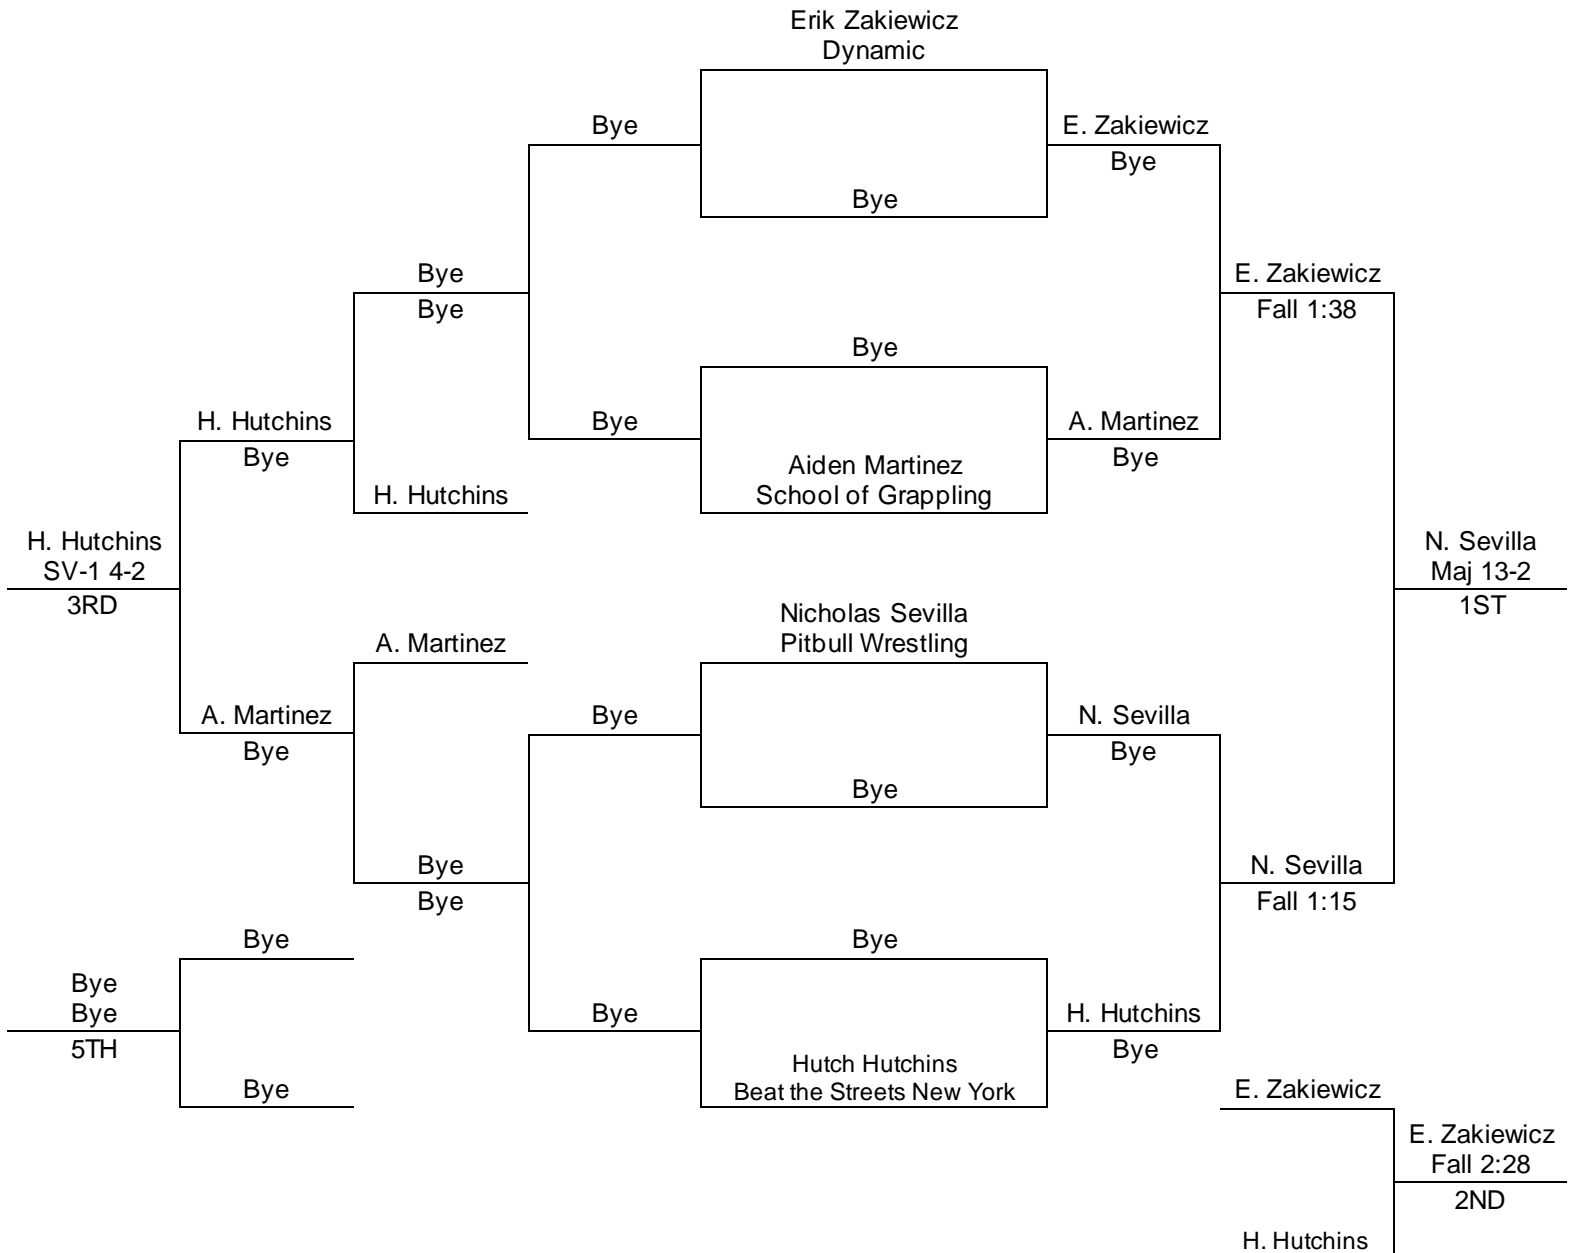 Erik Zakiewicz
Dynamic
Bye
E. Zakiewicz
Bye
Bye
Bye
E. Zakiewicz
Bye
Fall 1:38
Bye
H. Hutchins
Bye
A. Martinez
Bye
Bye
Aiden Martinez
School of Grappling
H. Hutchins
H. Hutchins
SV-1 4-2
3RD
N. Sevilla
Maj 13-2
1ST
Nicholas Sevilla
Pitbull Wrestling
A. Martinez
A. Martinez
Bye
Bye
N. Sevilla
Bye
Bye
Bye
Bye
N. Sevilla
Fall 1:15
Bye
Bye
Bye
Bye
5TH
Bye
H. Hutchins
Bye
Hutch Hutchins
Beat the Streets New York
Bye
E. Zakiewicz
E. Zakiewicz
Fall 2:28
2ND
H. Hutchins